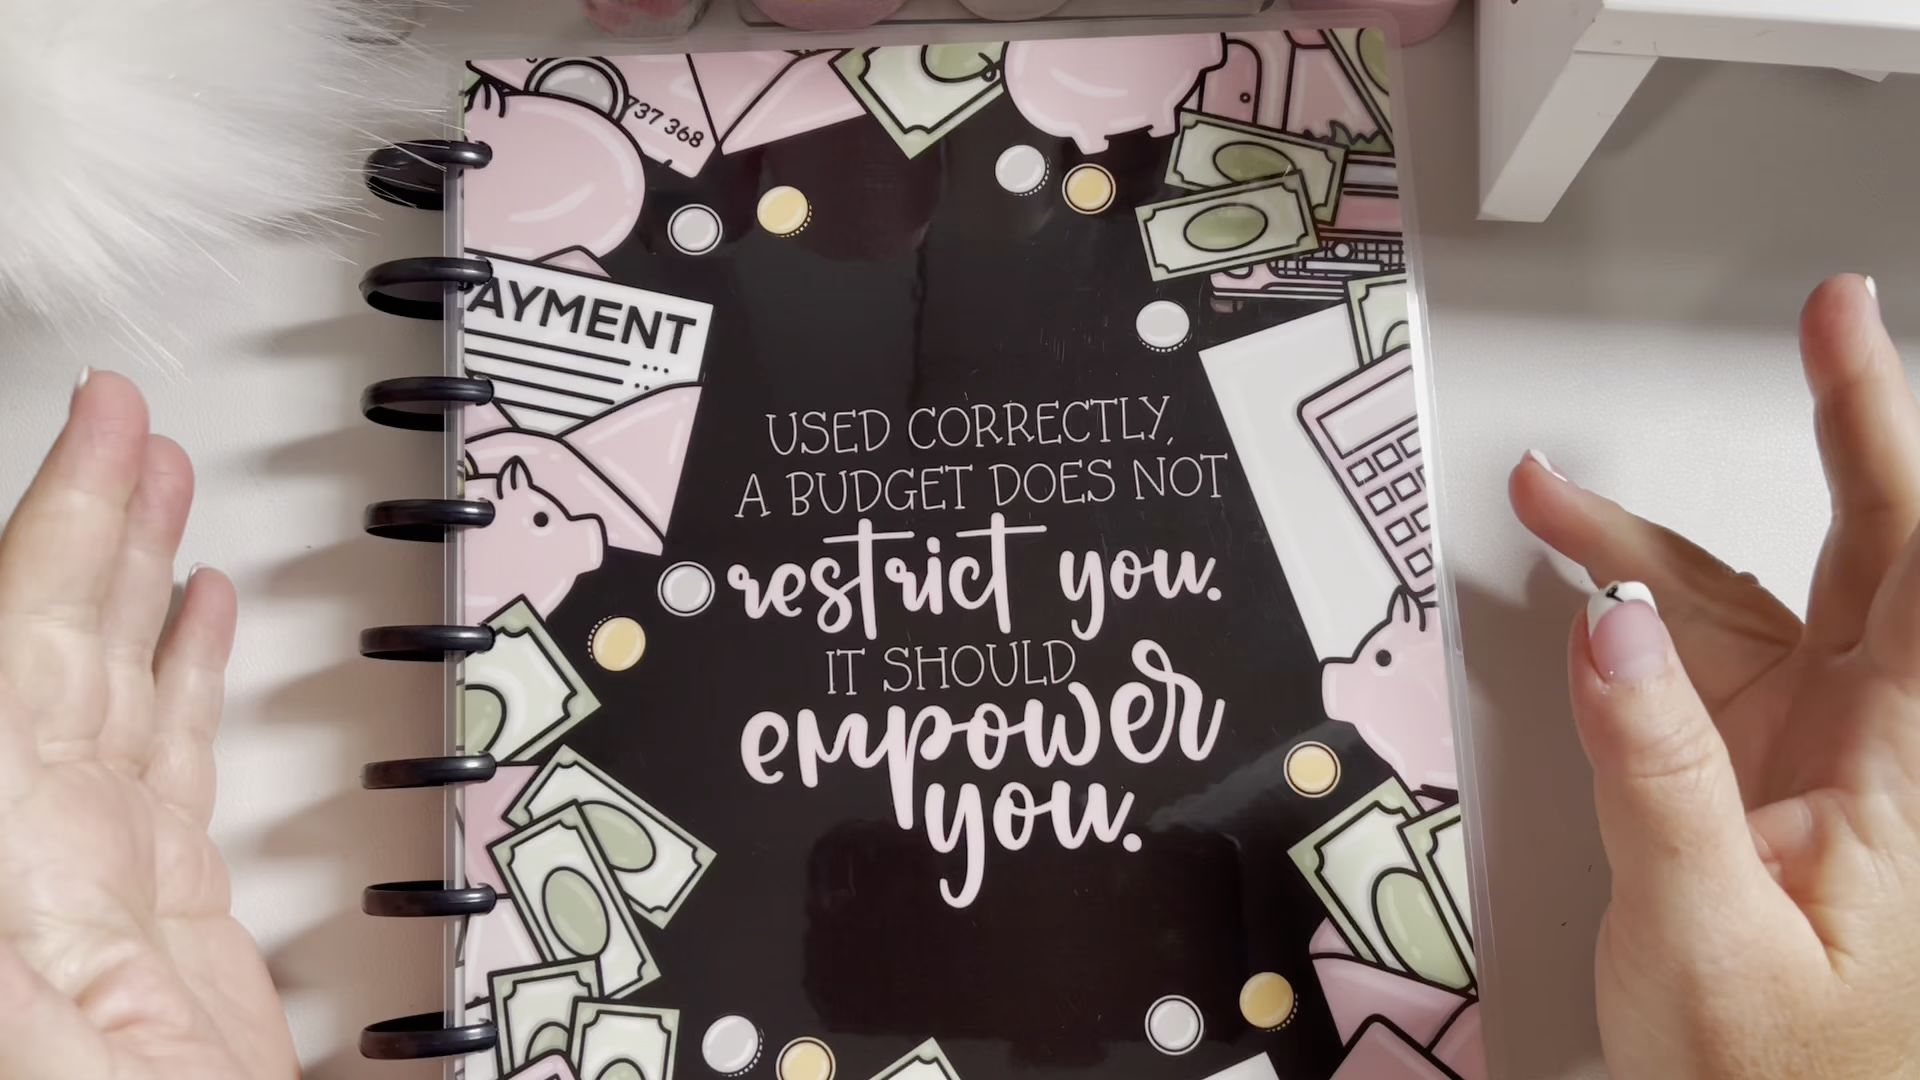 737 368
AYMENT
USED CORRECTLY,
A BUDGET DOES NOT
restrict you.
IT SHOULD
empower
you.